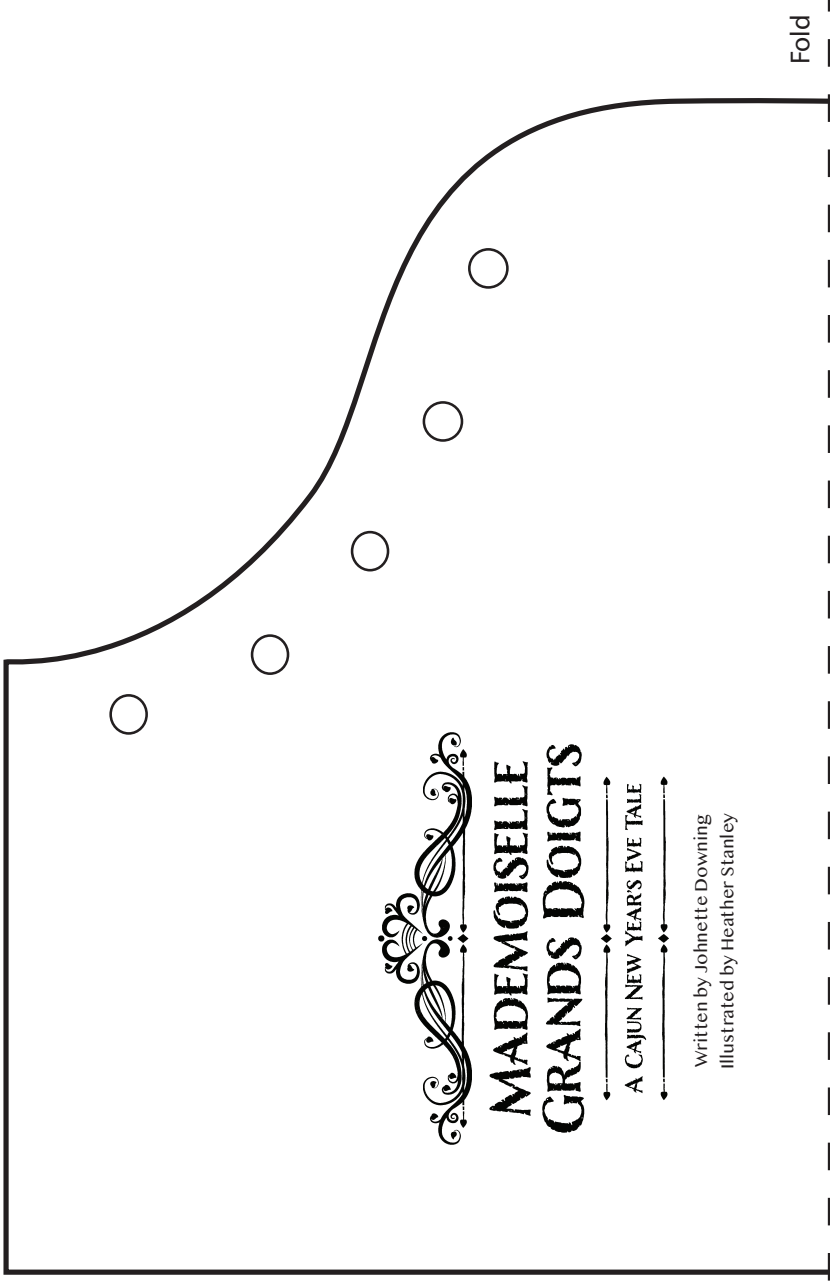 Fold
MADEMOISELLE
GRANDS DOIGTS
A CAJUN NEW YEAR'S EVE TALE
Written by Johnette Downing
Illustrated by Heather Stanley